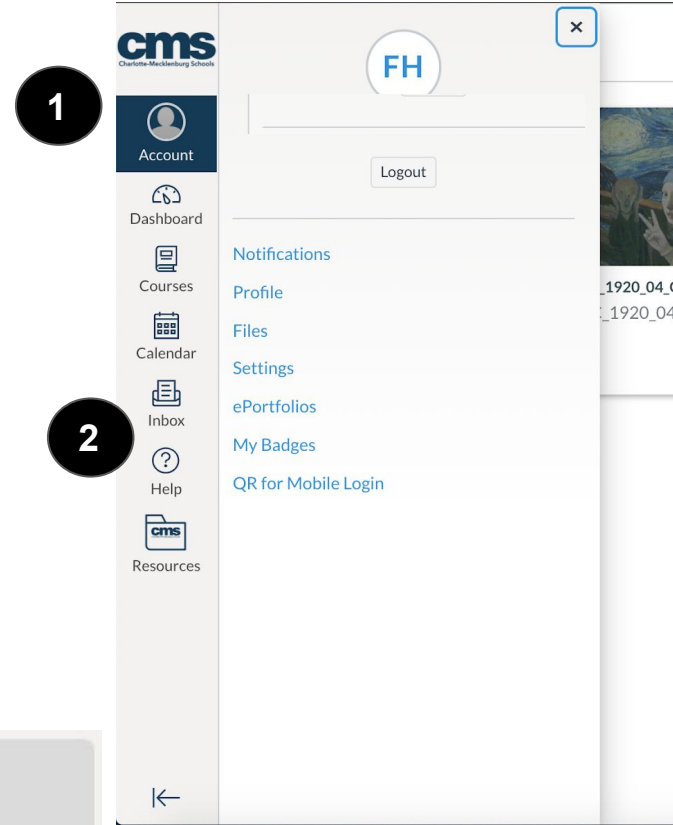 cms
Charlotte-Mecklenburg Schools
×
FH
1
Account
Logout
Dashboard
Notifications
Courses
Profile
_1920_04_
_1920_04
Files
Calendar
Settings
ePortfolios
Inbox
2
My Badges
Help
QR for Mobile Login
cms
Resources